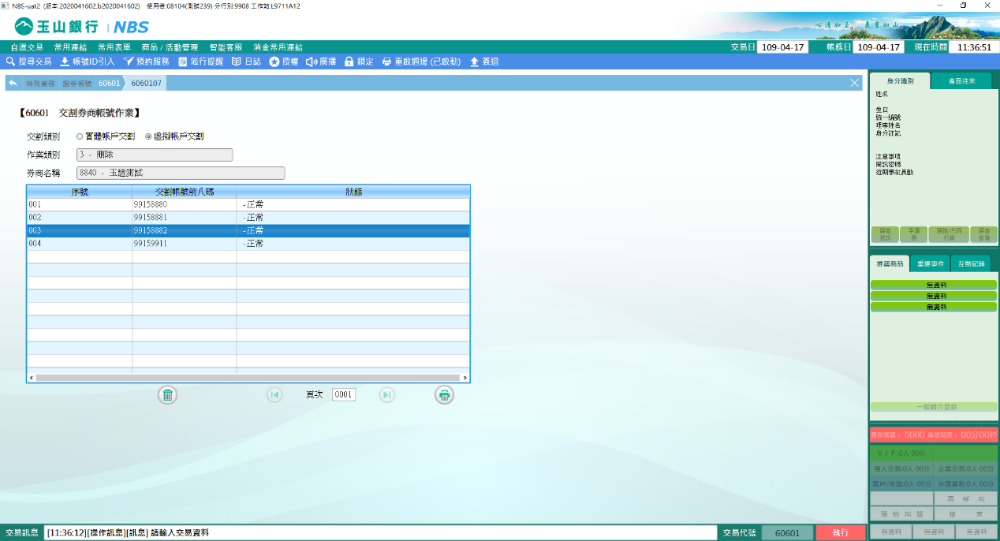 NBS-uat2 (版本:2020041602.b2020041602) 使用者:08104(測試239) 分行別:9908 工作站:L9711A12
玉山銀行 NBS
心清如玉，義重如山
自選交易 常用連結 常用表單 商品 / 活動管理 智能客服 消金常用連結 交易日 109-04-17 帳務日 109-04-17 現在時間 11:36:51
搜尋交易 帳號ID引入 預約服務 蒞行提醒 日誌 授權 廣播 鎖定 重啟週邊 (已啟動) 簽退
特殊業務 證券帳號 60601 6060107
【60601 交割券商帳號作業】
交割類別 實體帳戶交割 虛擬帳戶交割
作業類別 3 - 刪除
券商名稱 8840 - 玉證測試
序號 交割帳號前八碼 狀態
001 99158880 -正常
002 99158881 -正常
003 99158882 -正常
004 99159911 -正常
頁次 0001
身分識別 產品往來
姓名
生日
統一編號
理專姓名
身分註記
注意事項
簡訊密碼
近期事故異動
顧客資訊 手續費 通路/共同行銷 顧客影像
推薦商品 重要事件 互動記錄
無資料
無資料
無資料
一般轉介登錄
服務號碼： 0000 等候時間： 00分00秒
ＶＩＰ:0人 00分
個人交易:0人 00分 企業交易:0人 00分
開戶/申請:0人 00分 外匯業務:0人 00分
再 呼 叫
預 約 叫 號 結 束
無資料 無資料 無資料
交易訊息 [11:36:12][操作訊息][訊息] 請輸入交易資料 交易代號 60601 執行